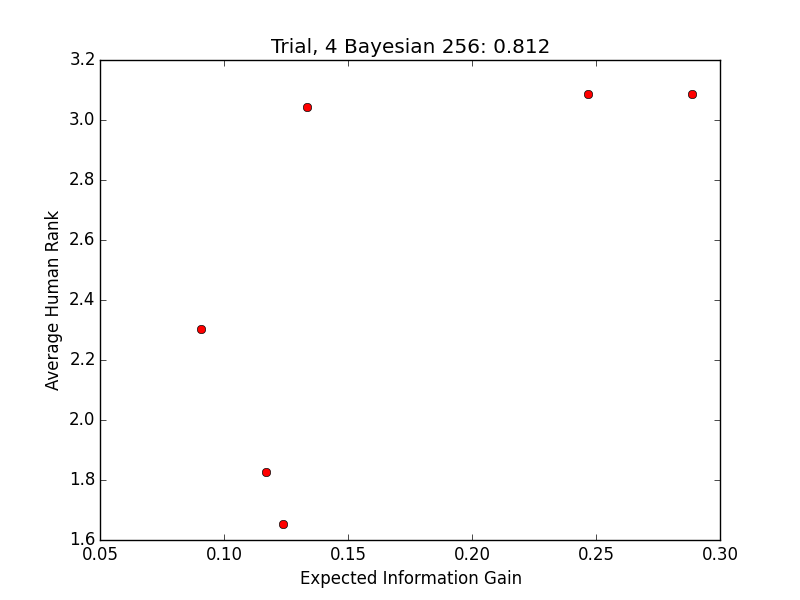 Trial, 4 Bayesian 256: 0.812
3.2
3.0
2.8
2.6
2.4
2.2
2.0
1.8
1.6
Average Human Rank
0.05 0.10 0.15 0.20 0.25 0.30
Expected Information Gain